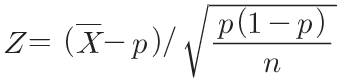 Z = (X̅ − p) / √(p(1 − p) / n)